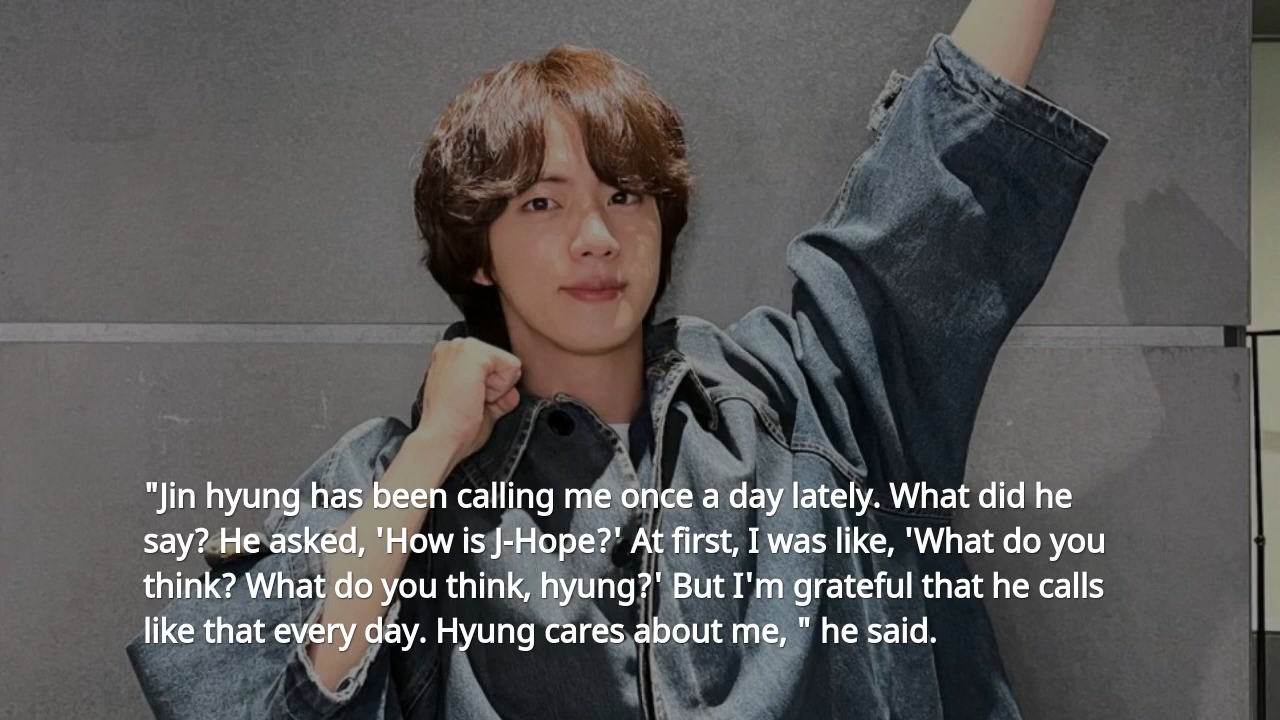 "Jin hyung has been calling me once a day lately. What did he
say? He asked, 'How is J-Hope?' At first, I was like, 'What do you
think? What do you think, hyung?' But I'm grateful that he calls
like that every day. Hyung cares about me, " he said.